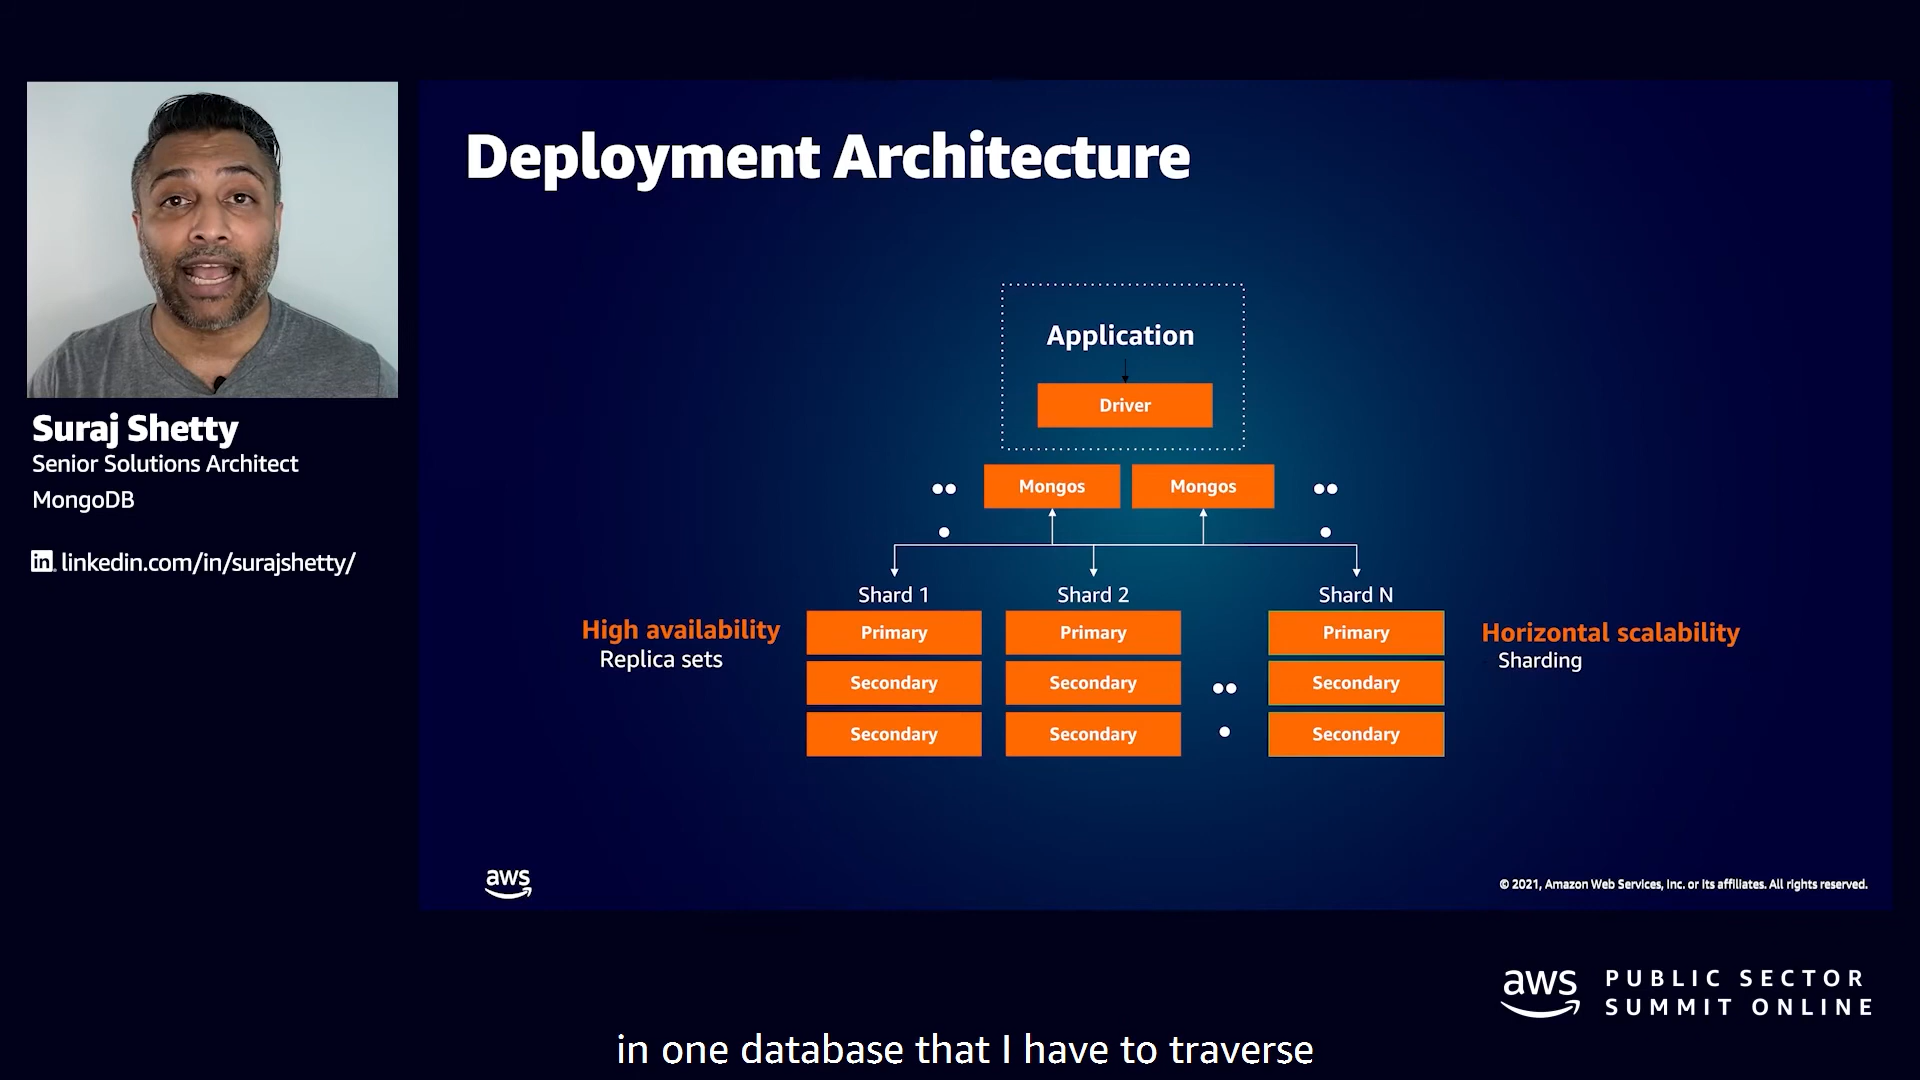 Suraj Shetty
Senior Solutions Architect
MongoDB
in linkedin.com/in/surajshetty/
Deployment Architecture
Application
Driver
Mongos
Mongos
Shard 1
Shard 2
Shard N
High availability
Replica sets
Primary
Primary
Primary
Horizontal scalability
Sharding
Secondary
Secondary
Secondary
Secondary
Secondary
Secondary
aws
© 2021, Amazon Web Services, Inc. or its affiliates. All rights reserved.
aws
PUBLIC SECTOR
SUMMIT ONLINE
in one database that I have to traverse